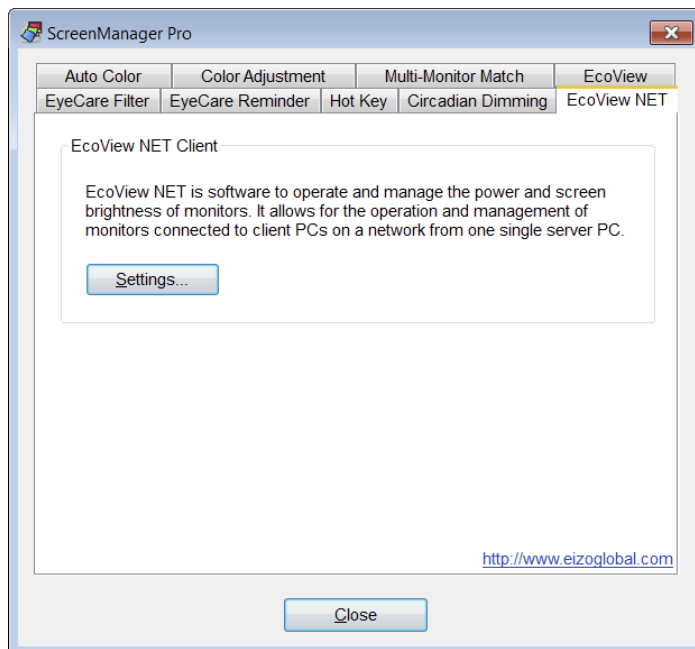 ScreenManager Pro
Auto Color Color Adjustment Multi-Monitor Match EcoView
EyeCare Filter EyeCare Reminder Hot Key Circadian Dimming EcoView NET
EcoView NET Client
EcoView NET is software to operate and manage the power and screen
brightness of monitors. It allows for the operation and management of
monitors connected to client PCs on a network from one single server PC.
Settings...
http://www.eizoglobal.com
Close